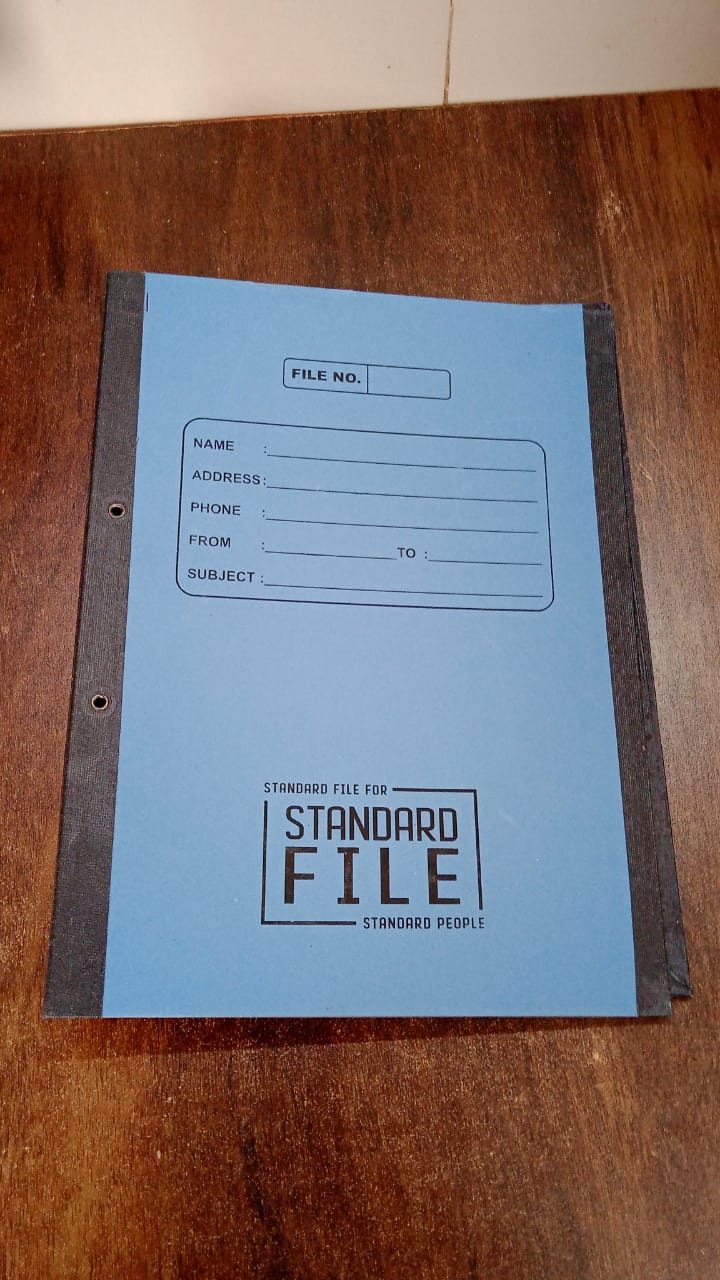 FILE NO.
NAME :
ADDRESS:
PHONE :
FROM : TO :
SUBJECT :
STANDARD FILE FOR
STANDARD
FILE
STANDARD PEOPLE